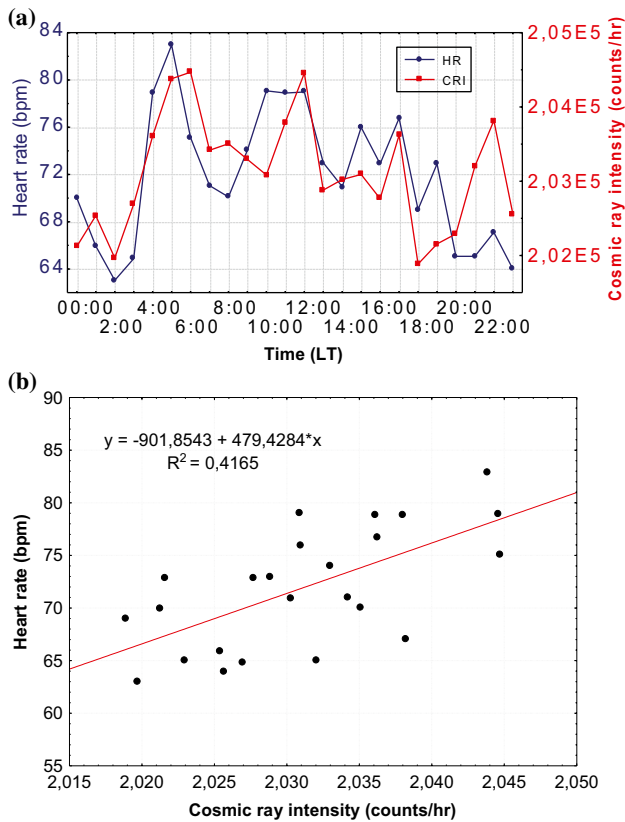 (a)
84
80
76
72
68
64
Heart rate (bpm)
HR
CRI
2,05E5
2,04E5
2,03E5
2,02E5
Cosmic ray intensity (counts/hr)
00:00 4:00 8:00 12:00 16:00 20:00
2:00 6:00 10:00 14:00 18:00 22:00
Time (LT)
(b)
90
85
80
75
70
65
60
55
Heart rate (bpm)
y = -901,8543 + 479,4284*x
R² = 0,4165
2,015 2,020 2,025 2,030 2,035 2,040 2,045 2,050
Cosmic ray intensity (counts/hr)